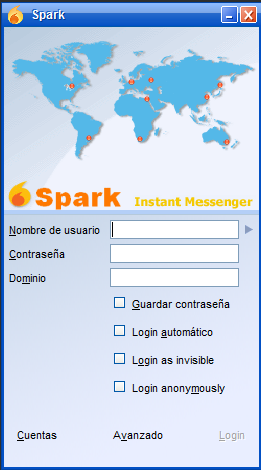 Spark
Spark Instant Messenger
Nombre de usuario
Contraseña
Dominio
Guardar contraseña
Login automático
Login as invisible
Login anonymously
Cuentas Avanzado Login